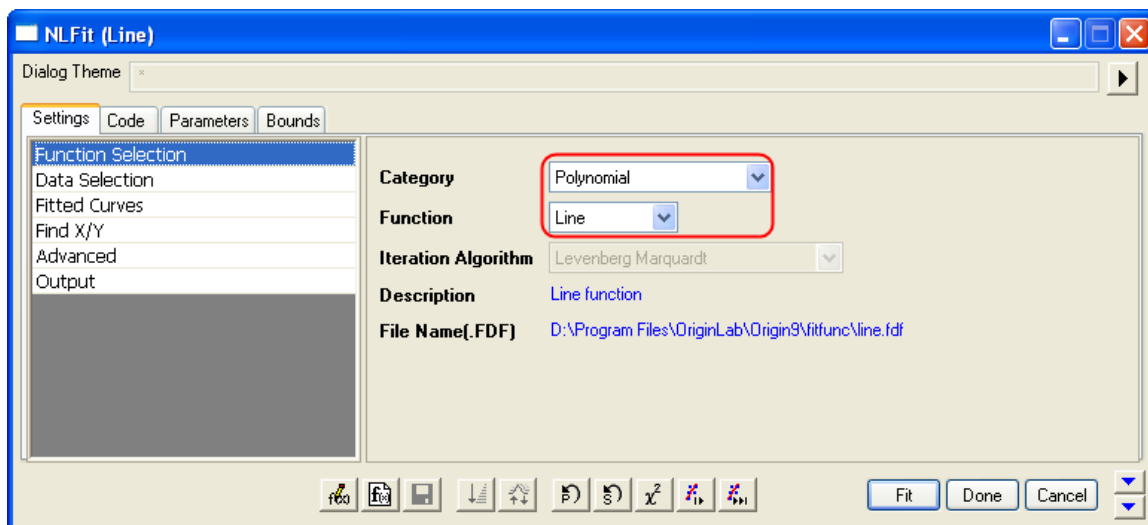 NLFit (Line)
Dialog Theme *
Settings Code Parameters Bounds
Function Selection
Data Selection
Fitted Curves
Find X/Y
Advanced
Output
Category Polynomial
Function Line
Iteration Algorithm Levenberg Marquardt
Description Line function
File Name(.FDF) D:\Program Files\OriginLab\Origin9\fitfunc\line.fdf
χ² Fit Done Cancel